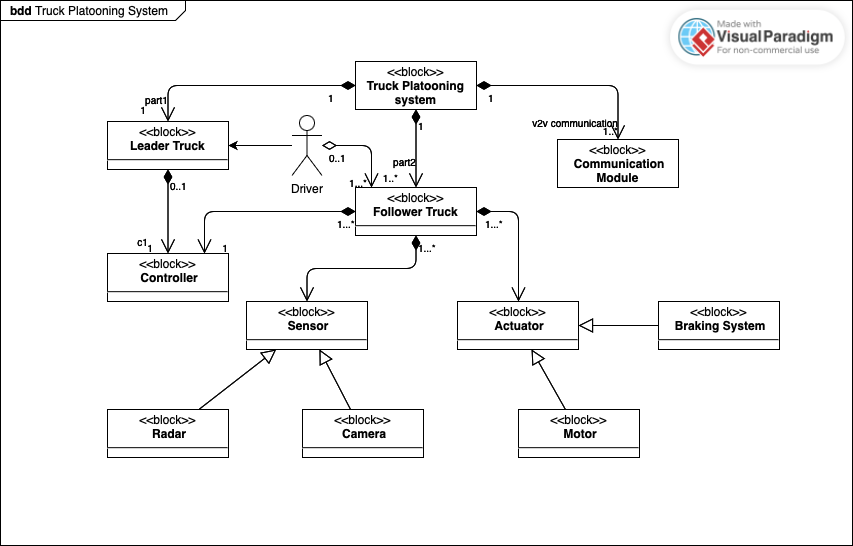 bdd Truck Platooning System
Made with
VisualParadigm
For non-commercial use
<<block>>
Truck Platooning
system
1
1
1
part1
1
v2v communication
1..*
<<block>>
Leader Truck
Driver
0..1
1...*
part2
1..*
<<block>>
Communication
Module
0..1
<<block>>
Follower Truck
1...*
1...*
1...*
c1
1
1
<<block>>
Controller
<<block>>
Sensor
<<block>>
Actuator
<<block>>
Braking System
<<block>>
Radar
<<block>>
Camera
<<block>>
Motor